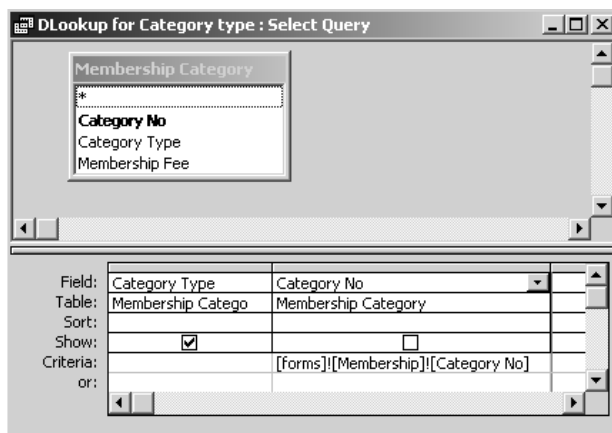 DLookup for Category type : Select Query
Membership Category
*
Category No
Category Type
Membership Fee
Field: Category Type Category No
Table: Membership Catego Membership Category
Sort:
Show:
Criteria: [forms]![Membership]![Category No]
or: